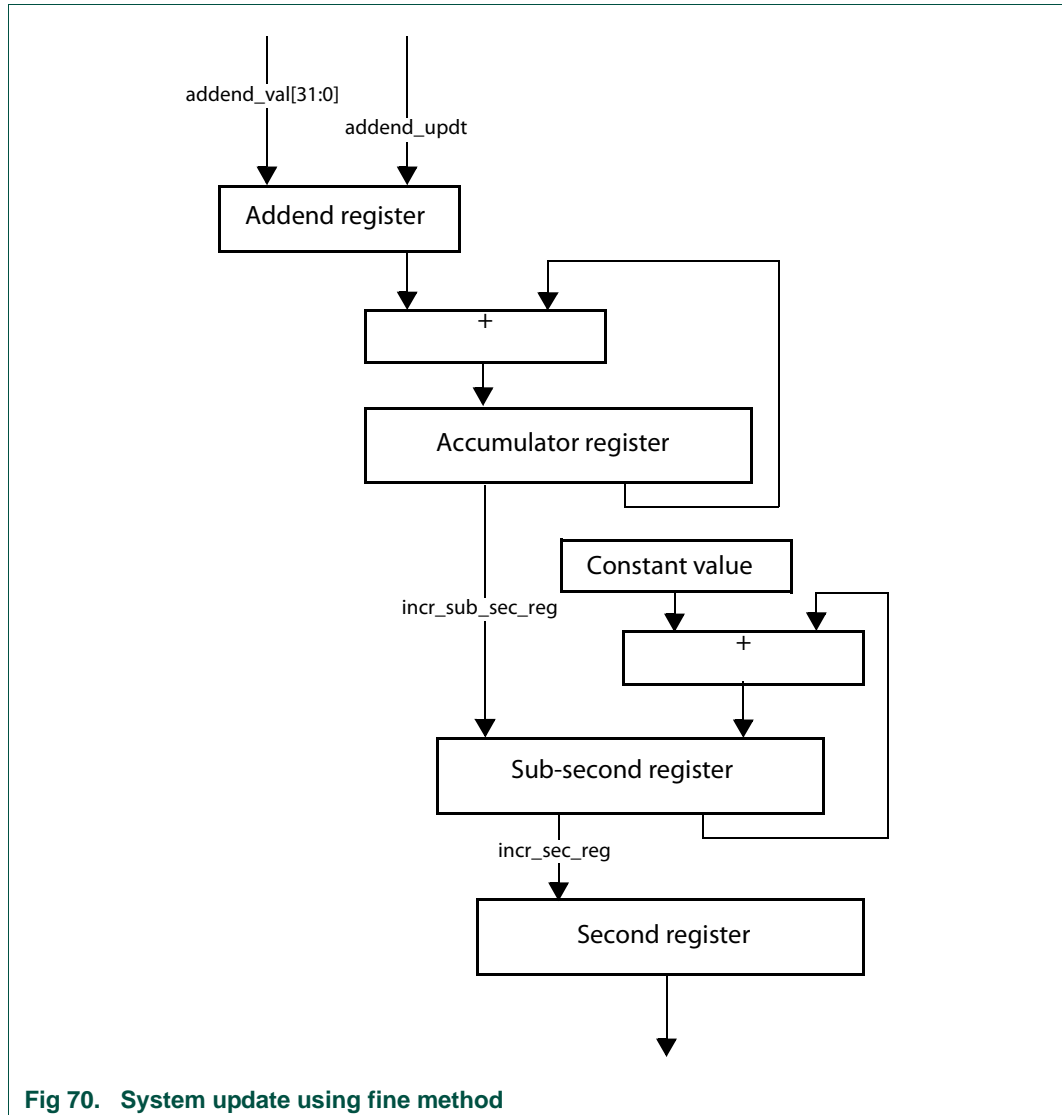 addend_val[31:0]
addend_updt
Addend register
+
Accumulator register
Constant value
incr_sub_sec_reg
+
Sub-second register
incr_sec_reg
Second register
Fig 70. System update using fine method